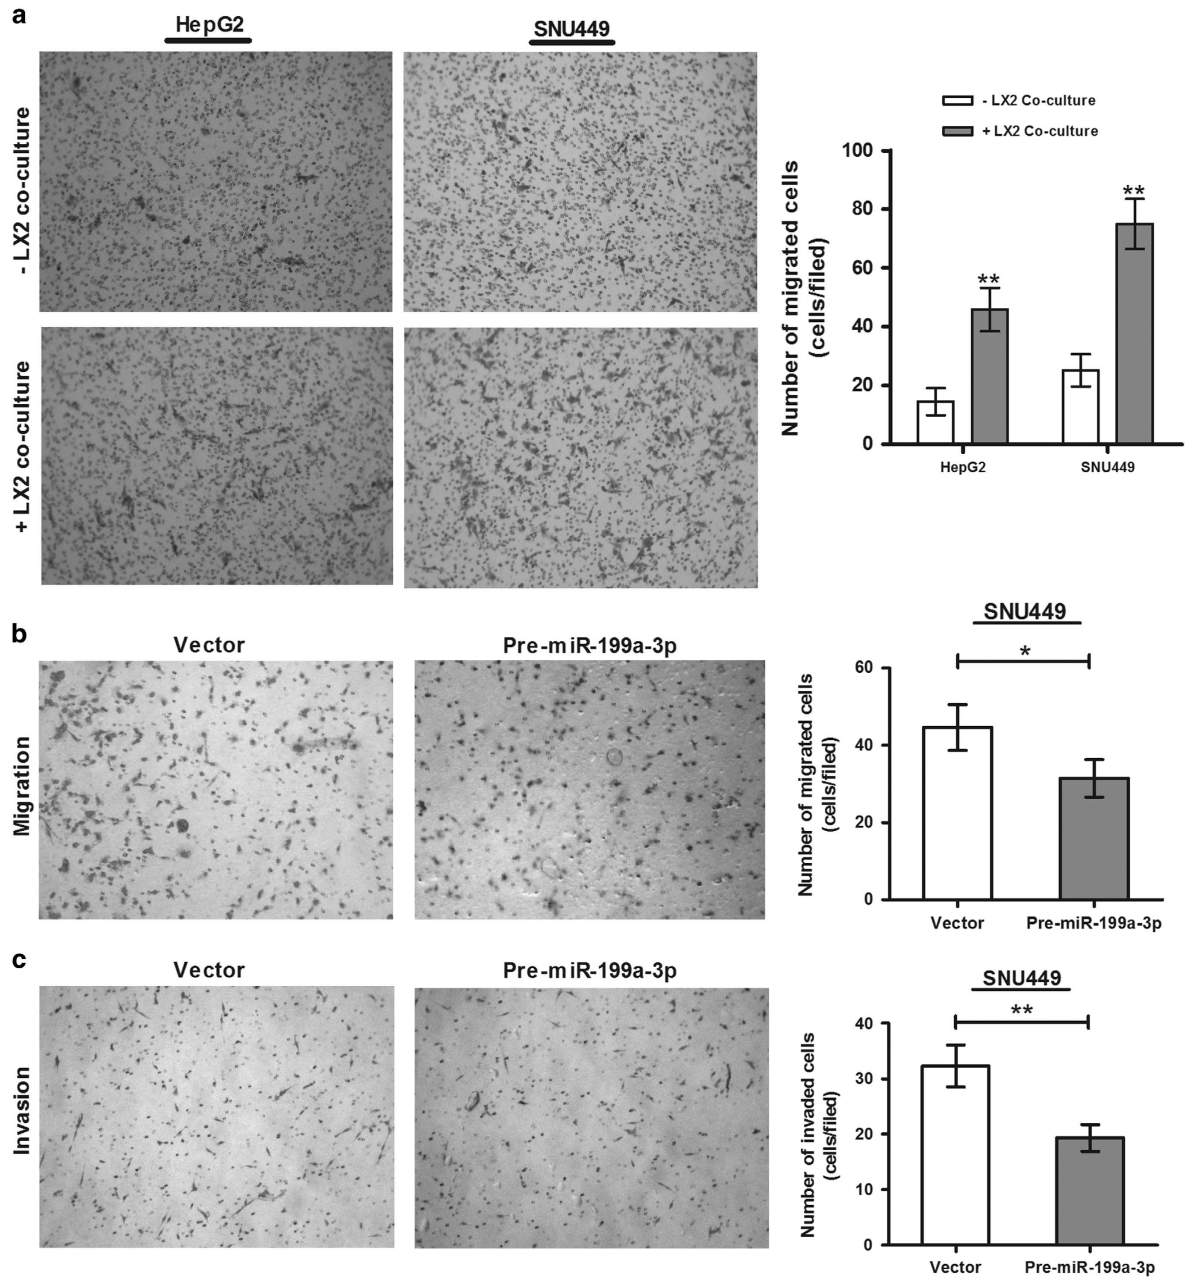 a
HepG2
SNU449
- LX2 co-culture
+ LX2 co-culture
- LX2 Co-culture
+ LX2 Co-culture
Number of migrated cells
(cells/filed)
100
80
60
40
20
0
**
**
HepG2
SNU449
b
Vector
Pre-miR-199a-3p
Migration
SNU449
*
Number of migrated cells
(cells/filed)
60
40
20
0
Vector
Pre-miR-199a-3p
c
Vector
Pre-miR-199a-3p
Invasion
SNU449
**
Number of invaded cells
(cells/filed)
40
30
20
10
0
Vector
Pre-miR-199a-3p